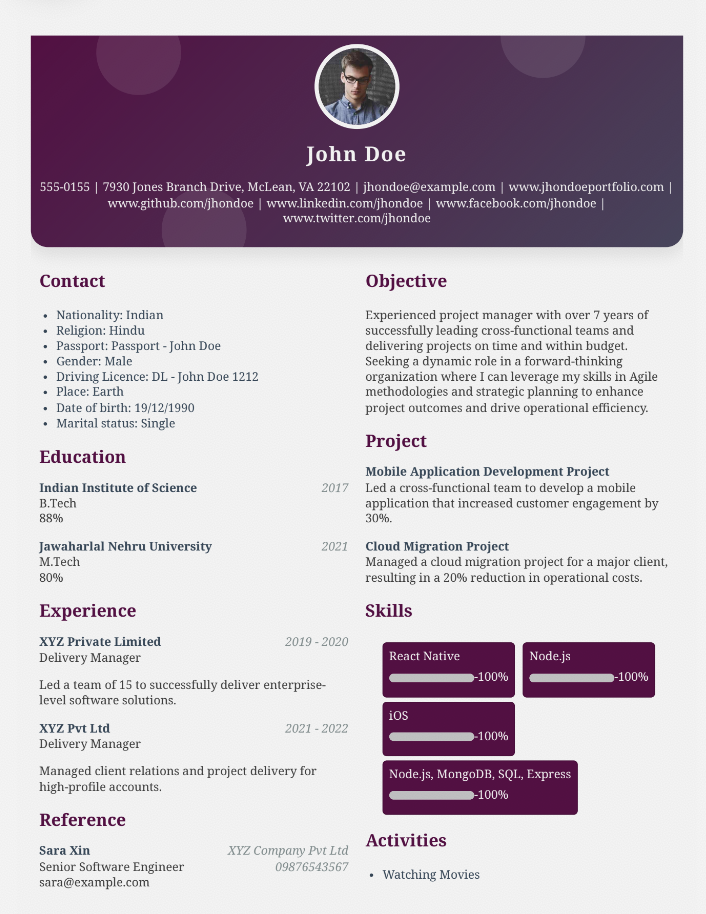 John Doe
555-0155 | 7930 Jones Branch Drive, McLean, VA 22102 | jhondoe@example.com | www.jhondoeportfolio.com |
www.github.com/jhondoe | www.linkedin.com/jhondoe | www.facebook.com/jhondoe |
www.twitter.com/jhondoe
Contact
• Nationality: Indian
• Religion: Hindu
• Passport: Passport - John Doe
• Gender: Male
• Driving Licence: DL - John Doe 1212
• Place: Earth
• Date of birth: 19/12/1990
• Marital status: Single
Education
Indian Institute of Science 2017
B.Tech
88%
Jawaharlal Nehru University 2021
M.Tech
80%
Experience
XYZ Private Limited 2019 - 2020
Delivery Manager
Led a team of 15 to successfully deliver enterprise-
level software solutions.
XYZ Pvt Ltd 2021 - 2022
Delivery Manager
Managed client relations and project delivery for
high-profile accounts.
Reference
Sara Xin XYZ Company Pvt Ltd
Senior Software Engineer 09876543567
sara@example.com
Objective
Experienced project manager with over 7 years of
successfully leading cross-functional teams and
delivering projects on time and within budget.
Seeking a dynamic role in a forward-thinking
organization where I can leverage my skills in Agile
methodologies and strategic planning to enhance
project outcomes and drive operational efficiency.
Project
Mobile Application Development Project
Led a cross-functional team to develop a mobile
application that increased customer engagement by
30%.
Cloud Migration Project
Managed a cloud migration project for a major client,
resulting in a 20% reduction in operational costs.
Skills
React Native
-100%
Node.js
-100%
iOS
-100%
Node.js, MongoDB, SQL, Express
-100%
Activities
• Watching Movies